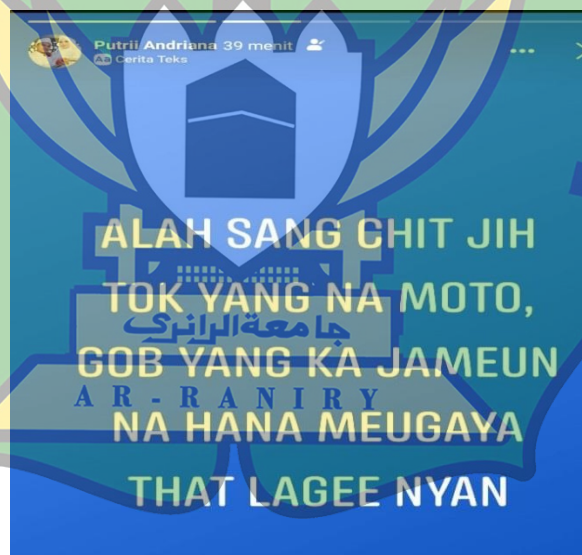 Putrii Andriana 39 menit
Aa Cerita Teks
ALAH SANG CHIT JIH
TOK YANG NA MOTO,
GOB YANG KA JAMEUN
NA HANA MEUGAYA
THAT LAGEE NYAN
جامعة الرانري
AR-RANIRY